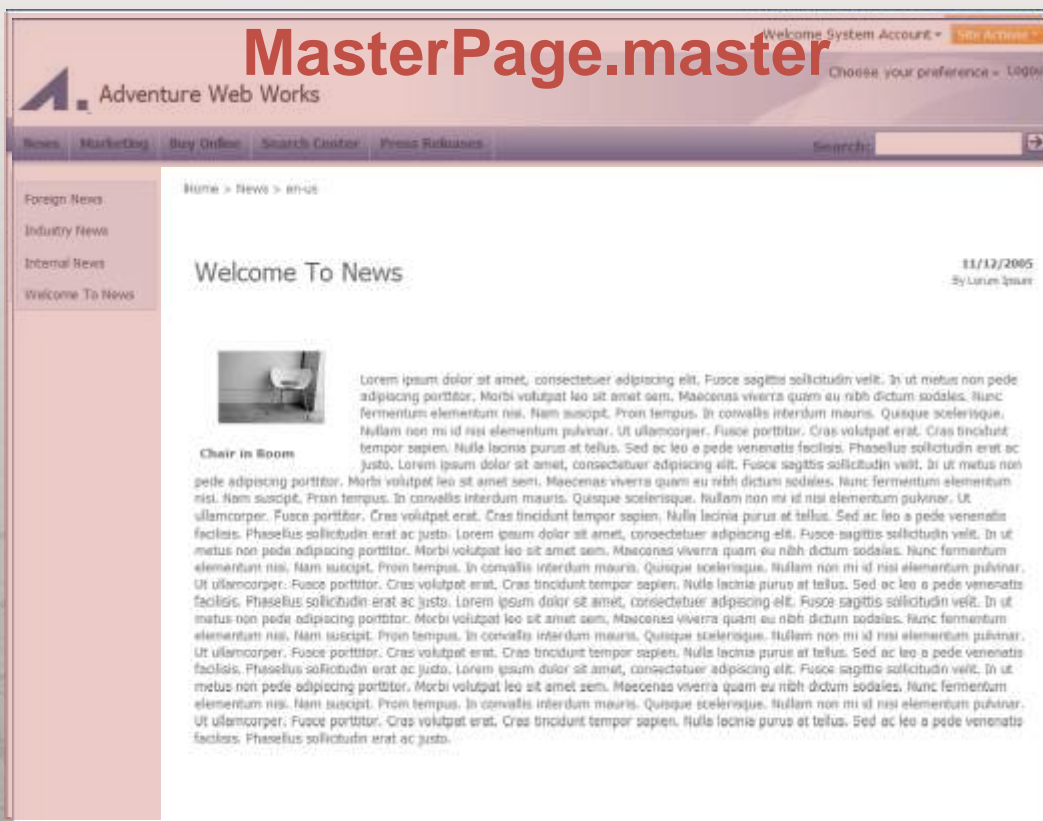 MasterPage.master
Welcome System Account
Site Actions
Choose your preference Logou
Adventure Web Works
News Marketing Buy Online Search Center Press Releases
Search:
Foreign News
Industry News
Internal News
Welcome To News
Home > News > en-us
Welcome To News
11/12/2005
By Lorum Ipsum
Chair in Room
Lorem ipsum dolor sit amet, consectetuer adipiscing elit. Fusce sagittis sollicitudin velit. In ut metus non pede
adipiscing porttitor. Morbi volutpat leo sit amet sem. Maecenas viverra quam eu nibh dictum sodales. Nunc
fermentum elementum nisi. Nam suscipit. Proin tempus. In convallis interdum mauris. Quisque scelerisque.
Nullam non mi id nisi elementum pulvinar. Ut ullamcorper. Fusce porttitor. Cras volutpat erat. Cras tincidunt
tempor sapien. Nulla lacinia purus at tellus. Sed ac leo a pede venenatis facilisis. Phasellus sollicitudin erat ac
justo. Lorem ipsum dolor sit amet, consectetuer adipiscing elit. Fusce sagittis sollicitudin velit. In ut metus non
pede adipiscing porttitor. Morbi volutpat leo sit amet sem. Maecenas viverra quam eu nibh dictum sodales. Nunc fermentum elementum
nisi. Nam suscipit. Proin tempus. In convallis interdum mauris. Quisque scelerisque. Nullam non mi id nisi elementum pulvinar. Ut
ullamcorper. Fusce porttitor. Cras volutpat erat. Cras tincidunt tempor sapien. Nulla lacinia purus at tellus. Sed ac leo a pede venenatis
facilisis. Phasellus sollicitudin erat ac justo. Lorem ipsum dolor sit amet, consectetuer adipiscing elit. Fusce sagittis sollicitudin velit. In ut
metus non pede adipiscing porttitor. Morbi volutpat leo sit amet sem. Maecenas viverra quam eu nibh dictum sodales. Nunc fermentum
elementum nisi. Nam suscipit. Proin tempus. In convallis interdum mauris. Quisque scelerisque. Nullam non mi id nisi elementum pulvinar.
Ut ullamcorper. Fusce porttitor. Cras volutpat erat. Cras tincidunt tempor sapien. Nulla lacinia purus at tellus. Sed ac leo a pede venenatis
facilisis. Phasellus sollicitudin erat ac justo. Lorem ipsum dolor sit amet, consectetuer adipiscing elit. Fusce sagittis sollicitudin velit. In ut
metus non pede adipiscing porttitor. Morbi volutpat leo sit amet sem. Maecenas viverra quam eu nibh dictum sodales. Nunc fermentum
elementum nisi. Nam suscipit. Proin tempus. In convallis interdum mauris. Quisque scelerisque. Nullam non mi id nisi elementum pulvinar.
Ut ullamcorper. Fusce porttitor. Cras volutpat erat. Cras tincidunt tempor sapien. Nulla lacinia purus at tellus. Sed ac leo a pede venenatis
facilisis. Phasellus sollicitudin erat ac justo. Lorem ipsum dolor sit amet, consectetuer adipiscing elit. Fusce sagittis sollicitudin velit. In ut
metus non pede adipiscing porttitor. Morbi volutpat leo sit amet sem. Maecenas viverra quam eu nibh dictum sodales. Nunc fermentum
elementum nisi. Nam suscipit. Proin tempus. In convallis interdum mauris. Quisque scelerisque. Nullam non mi id nisi elementum pulvinar.
Ut ullamcorper. Fusce porttitor. Cras volutpat erat. Cras tincidunt tempor sapien. Nulla lacinia purus at tellus. Sed ac leo a pede venenatis
facilisis. Phasellus sollicitudin erat ac justo.